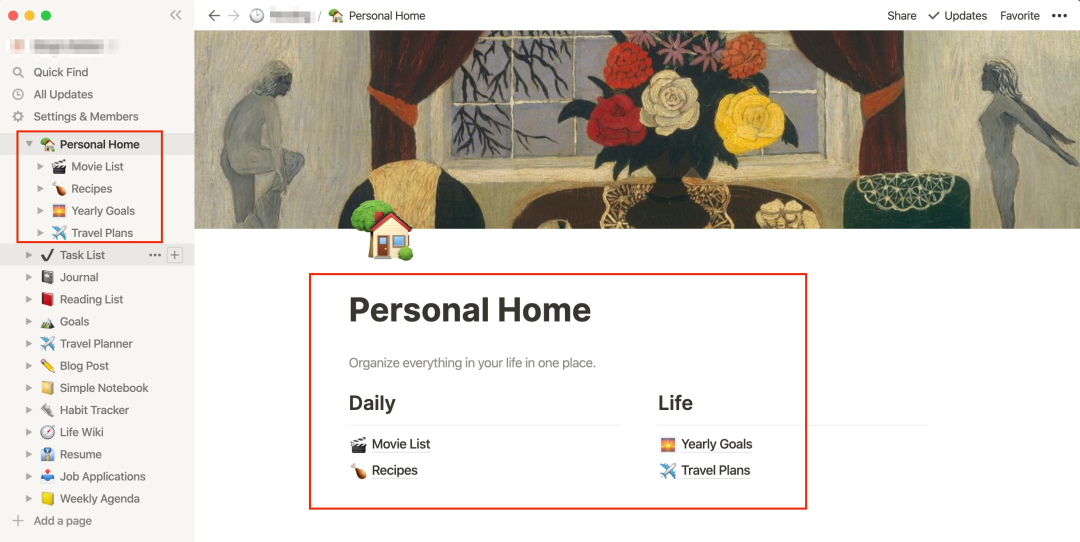 Personal Home
Share
Updates
Favorite
Quick Find
All Updates
Settings & Members
Personal Home
Movie List
Recipes
Yearly Goals
Travel Plans
Task List
Journal
Reading List
Goals
Travel Planner
Blog Post
Simple Notebook
Habit Tracker
Life Wiki
Resume
Job Applications
Weekly Agenda
Add a page
Personal Home
Organize everything in your life in one place.
Daily
Movie List
Recipes
Life
Yearly Goals
Travel Plans